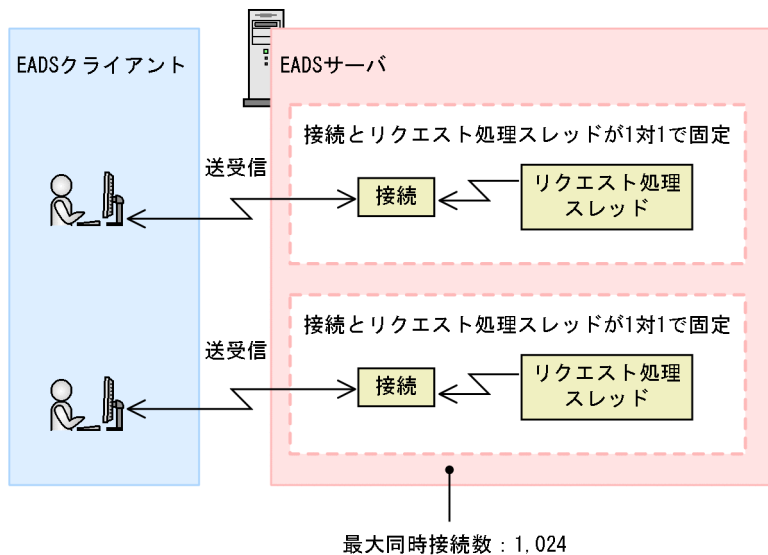 EADSクライアント
EADSサーバ
接続とリクエスト処理スレッドが1対1で固定
送受信
接続
リクエスト処理
スレッド
接続とリクエスト処理スレッドが1対1で固定
送受信
接続
リクエスト処理
スレッド
最大同時接続数:1,024